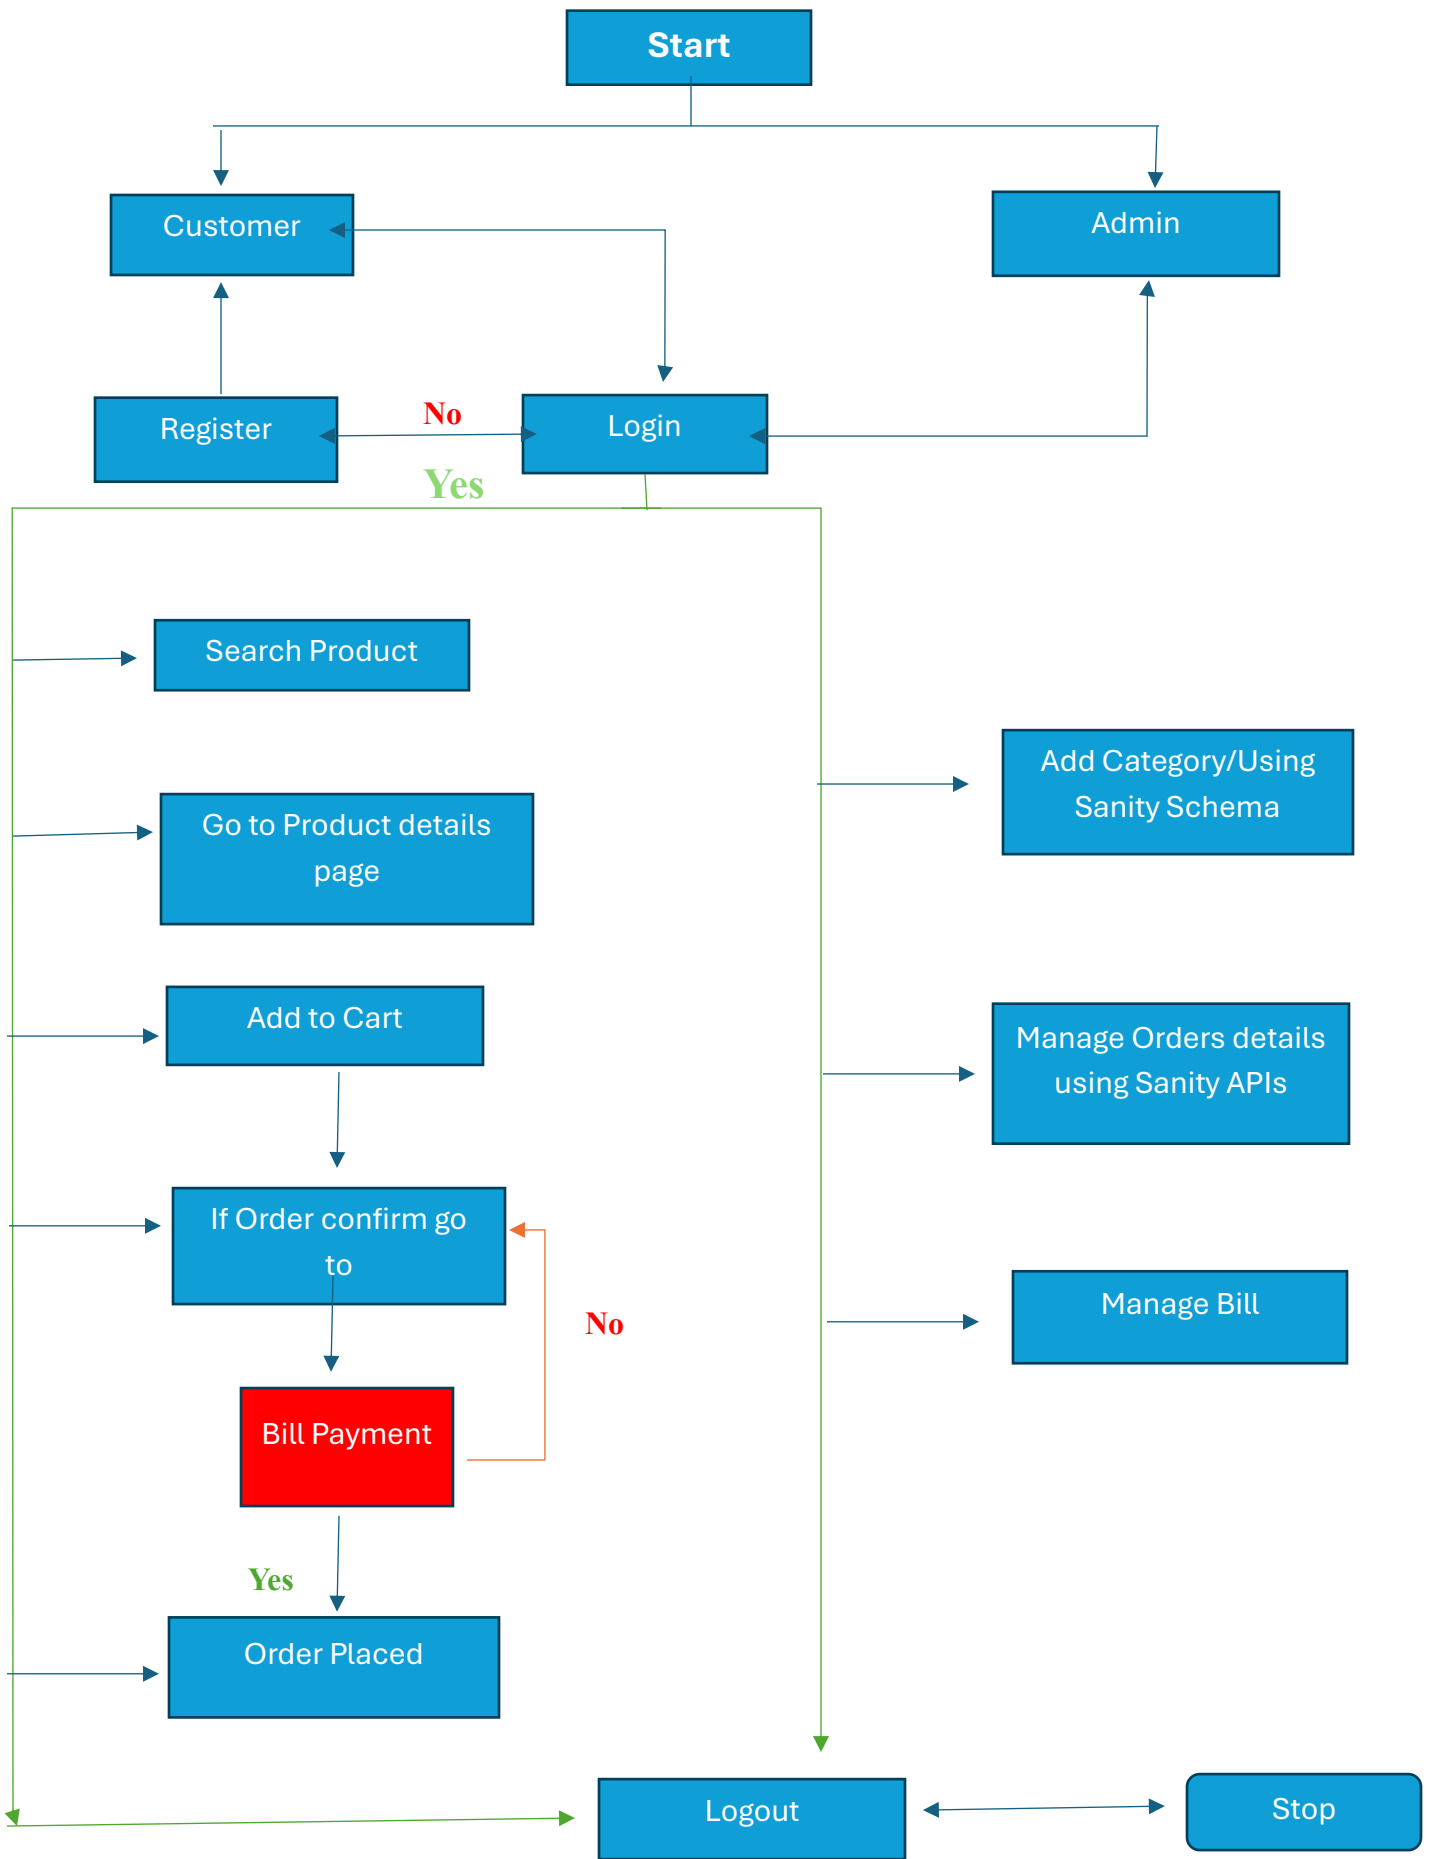 Start
Customer
Admin
Register
No
Login
Yes
Search Product
Add Category/Using
Sanity Schema
Go to Product details
page
Add to Cart
Manage Orders details
using Sanity APIs
If Order confirm go
to
No
Manage Bill
Bill Payment
Yes
Order Placed
Logout
Stop